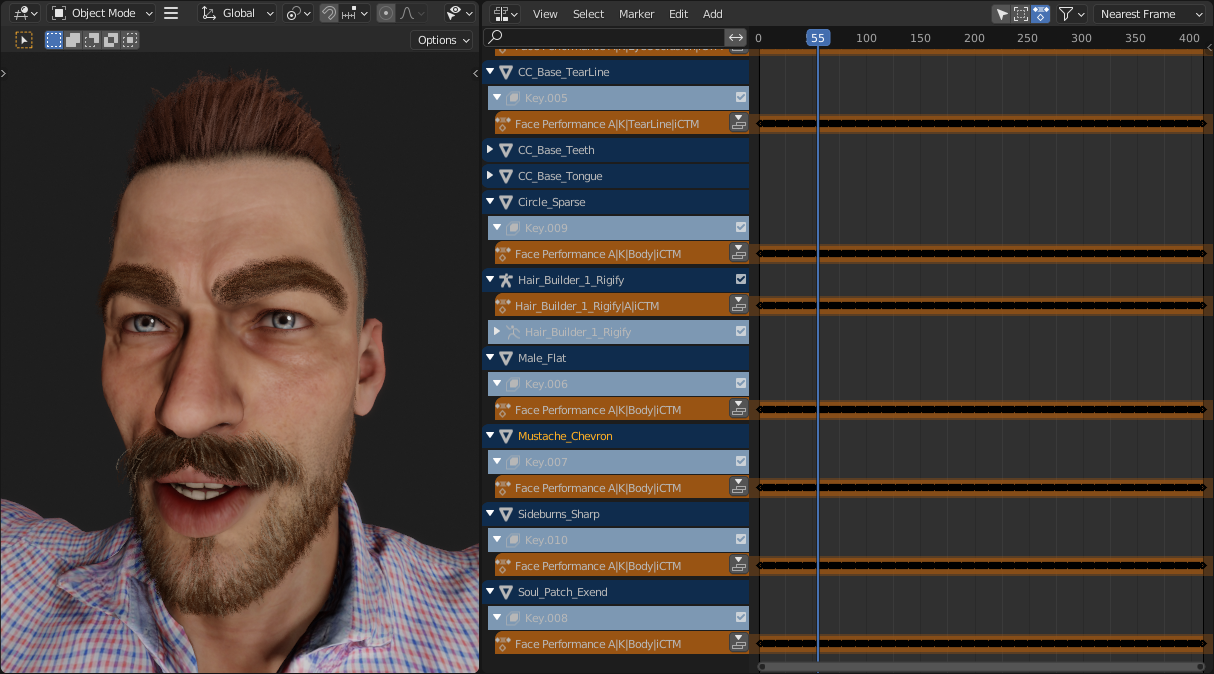 Object Mode
Global
View
Select
Marker
Edit
Add
Nearest Frame
Options
0
55
100
150
200
250
300
350
400
CC_Base_TearLine
Key.005
Face Performance A|K|TearLine|iCTM
CC_Base_Teeth
CC_Base_Tongue
Circle_Sparse
Key.009
Face Performance A|K|Body|iCTM
Hair_Builder_1_Rigify
Hair_Builder_1_Rigify|A|iCTM
Hair_Builder_1_Rigify
Male_Flat
Key.006
Face Performance A|K|Body|iCTM
Mustache_Chevron
Key.007
Face Performance A|K|Body|iCTM
Sideburns_Sharp
Key.010
Face Performance A|K|Body|iCTM
Soul_Patch_Exend
Key.008
Face Performance A|K|Body|iCTM